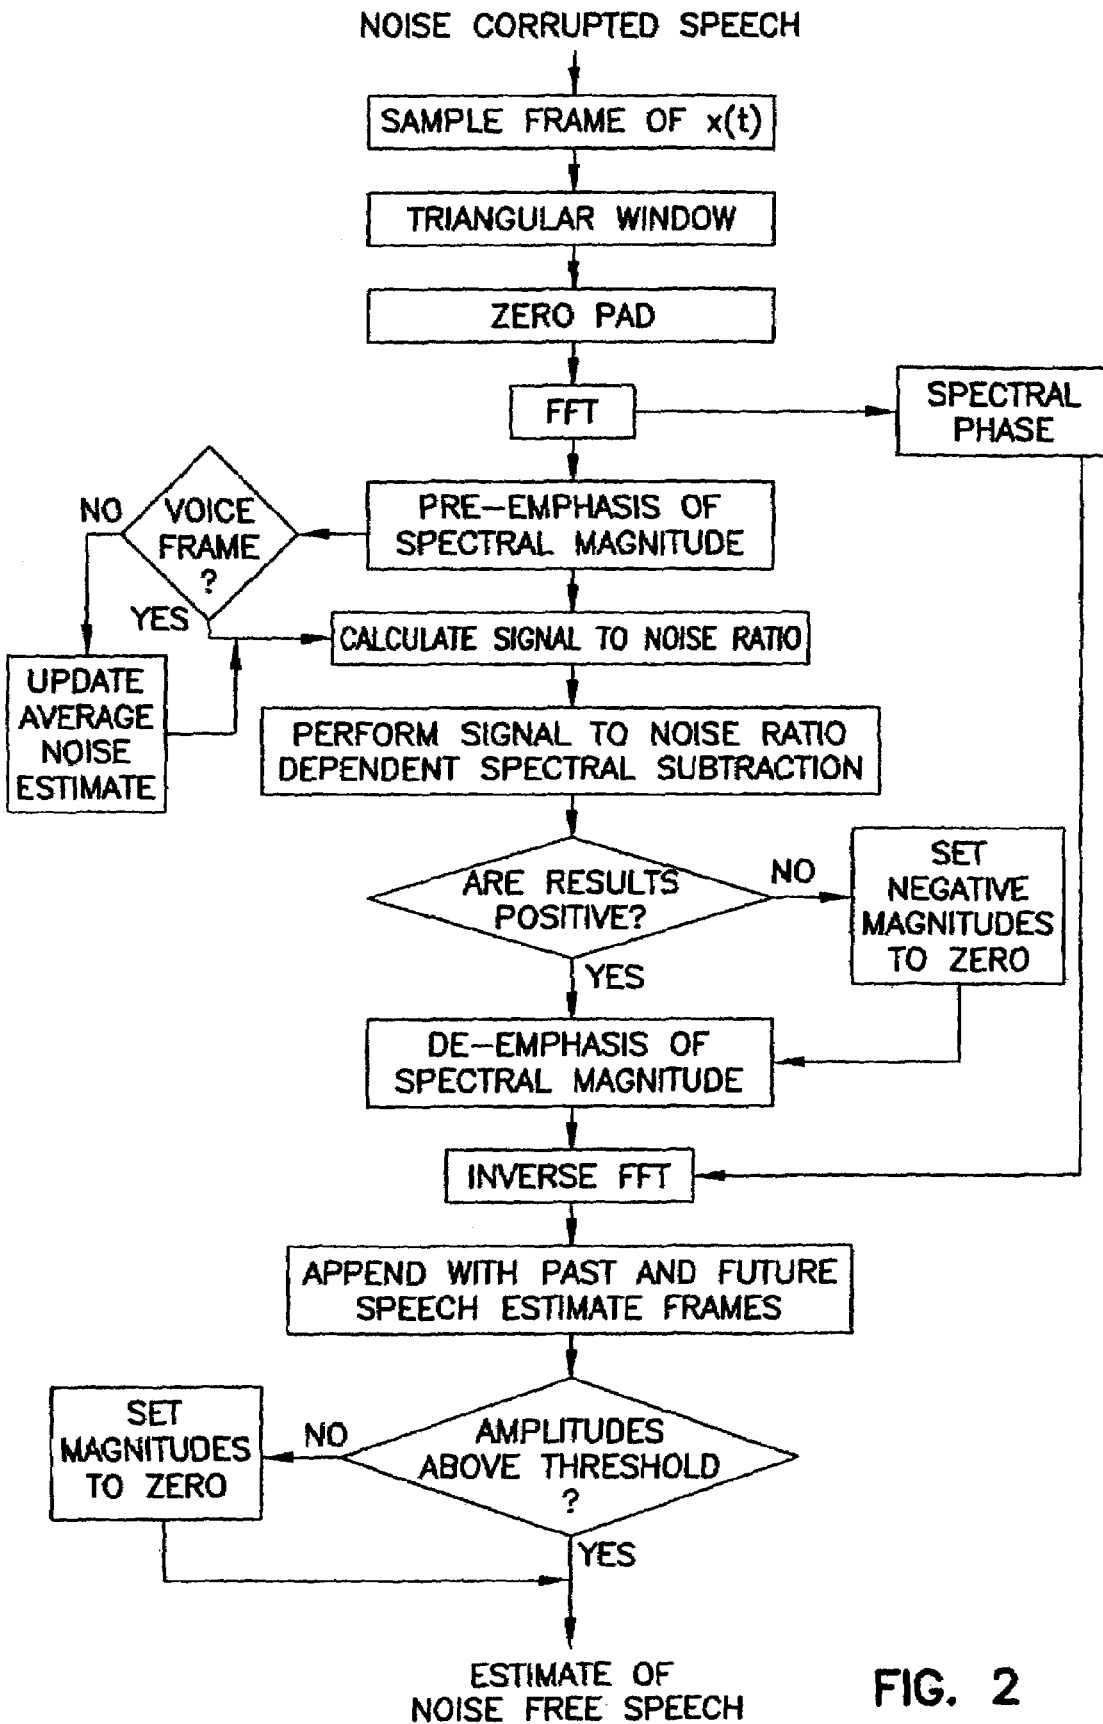 NOISE CORRUPTED SPEECH
SAMPLE FRAME OF x(t)
TRIANGULAR WINDOW
ZERO PAD
FFT
SPECTRAL
PHASE
PRE-EMPHASIS OF
SPECTRAL MAGNITUDE
NO
VOICE
FRAME
?
YES
CALCULATE SIGNAL TO NOISE RATIO
UPDATE
AVERAGE
NOISE
ESTIMATE
PERFORM SIGNAL TO NOISE RATIO
DEPENDENT SPECTRAL SUBTRACTION
ARE RESULTS
POSITIVE?
NO
SET
NEGATIVE
MAGNITUDES
TO ZERO
YES
DE-EMPHASIS OF
SPECTRAL MAGNITUDE
INVERSE FFT
APPEND WITH PAST AND FUTURE
SPEECH ESTIMATE FRAMES
SET
MAGNITUDES
TO ZERO
NO
AMPLITUDES
ABOVE THRESHOLD
?
YES
ESTIMATE OF
NOISE FREE SPEECH
FIG. 2